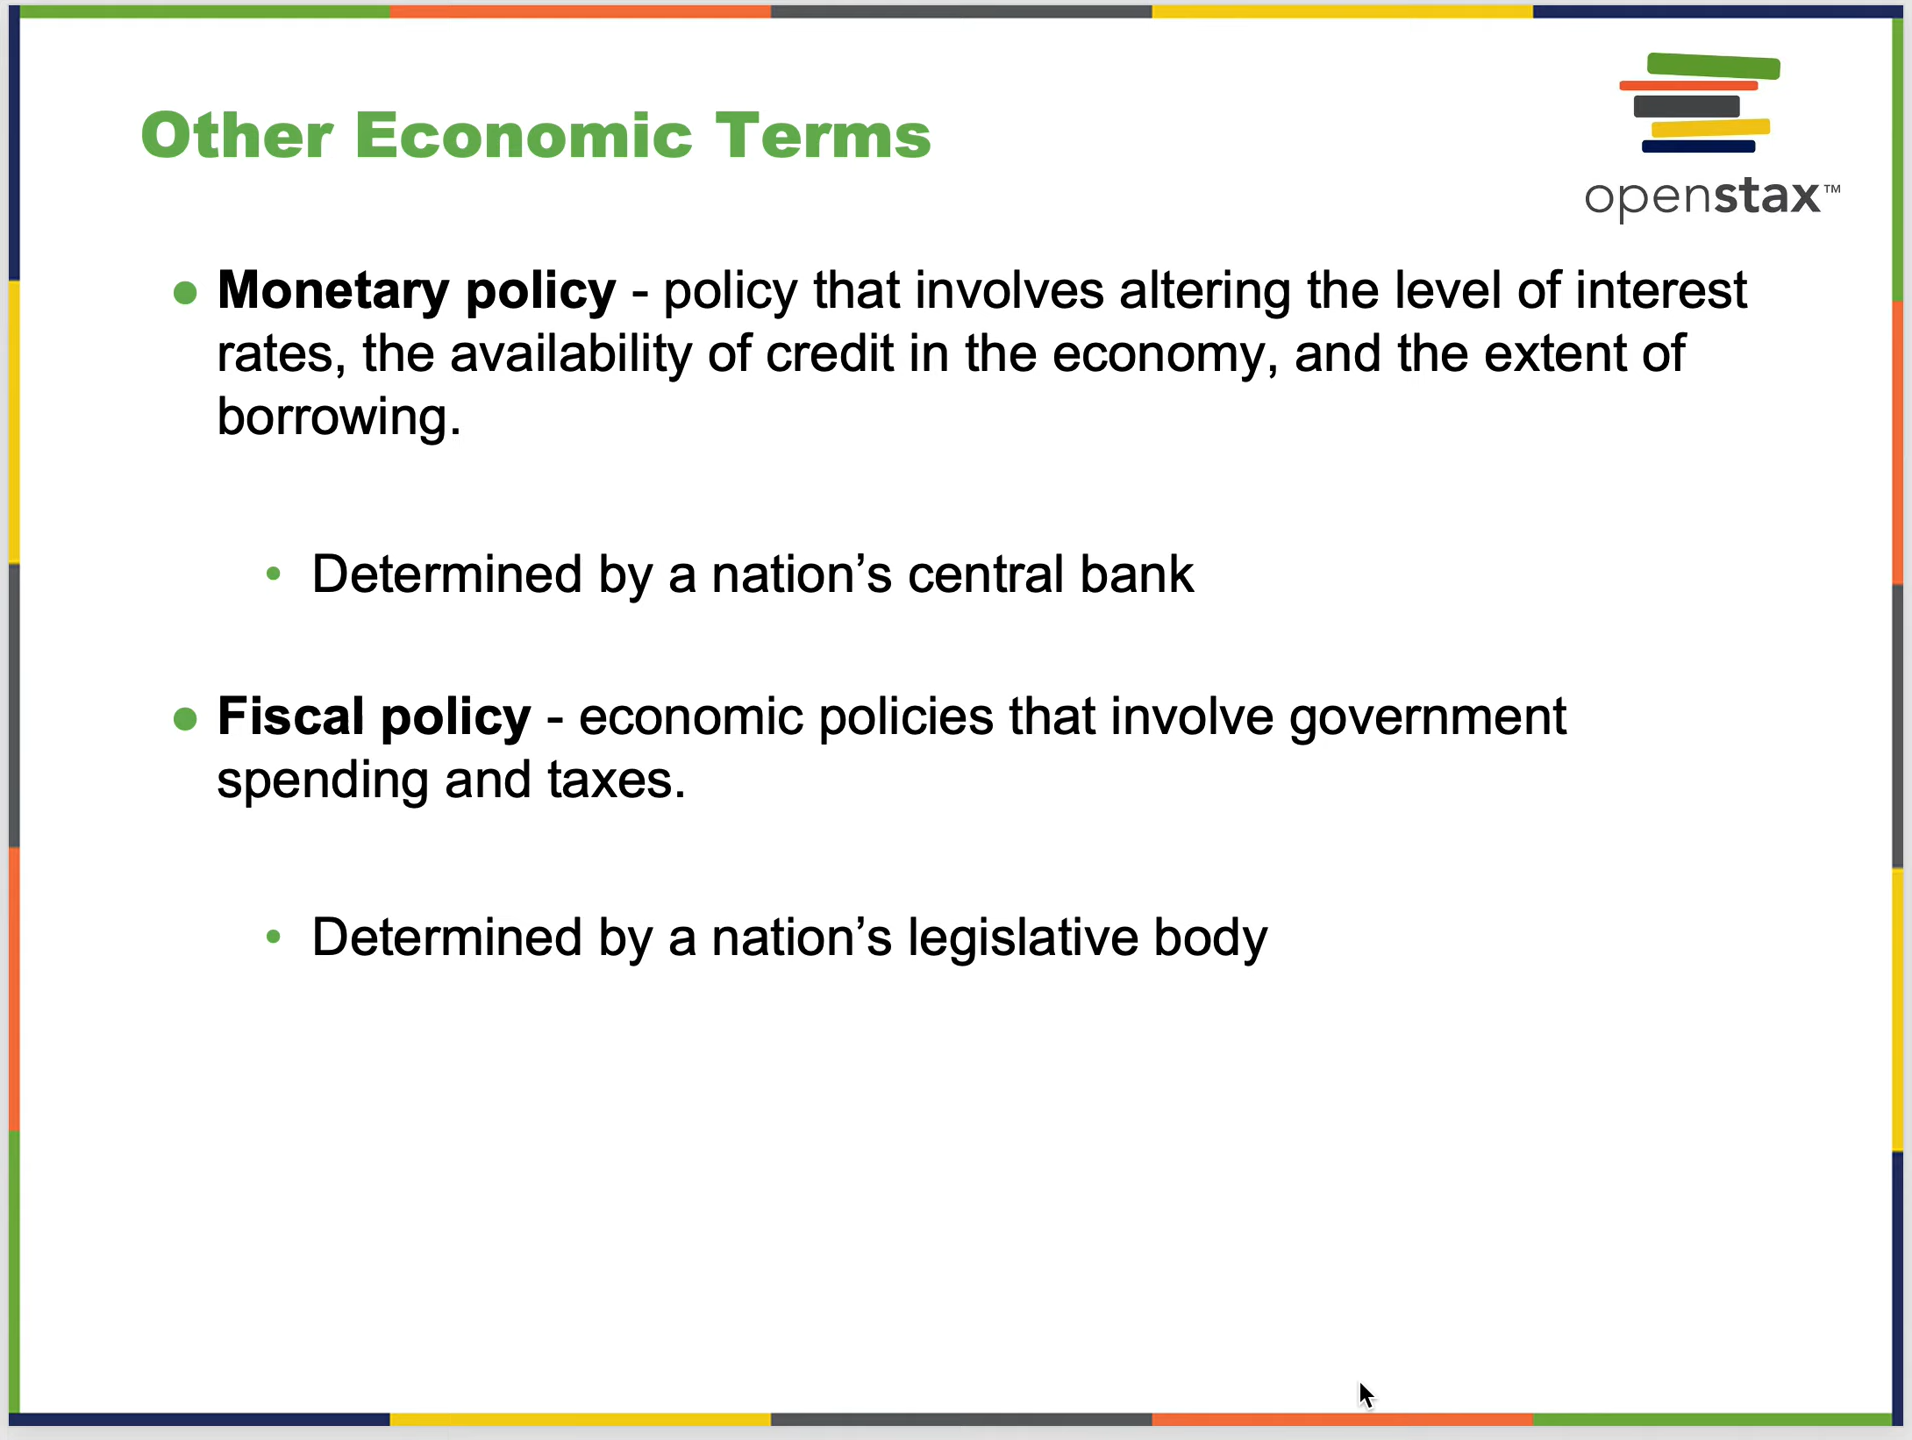 Other Economic Terms
openstax™
● Monetary policy - policy that involves altering the level of interest
rates, the availability of credit in the economy, and the extent of
borrowing.
• Determined by a nation’s central bank
● Fiscal policy - economic policies that involve government
spending and taxes.
• Determined by a nation’s legislative body